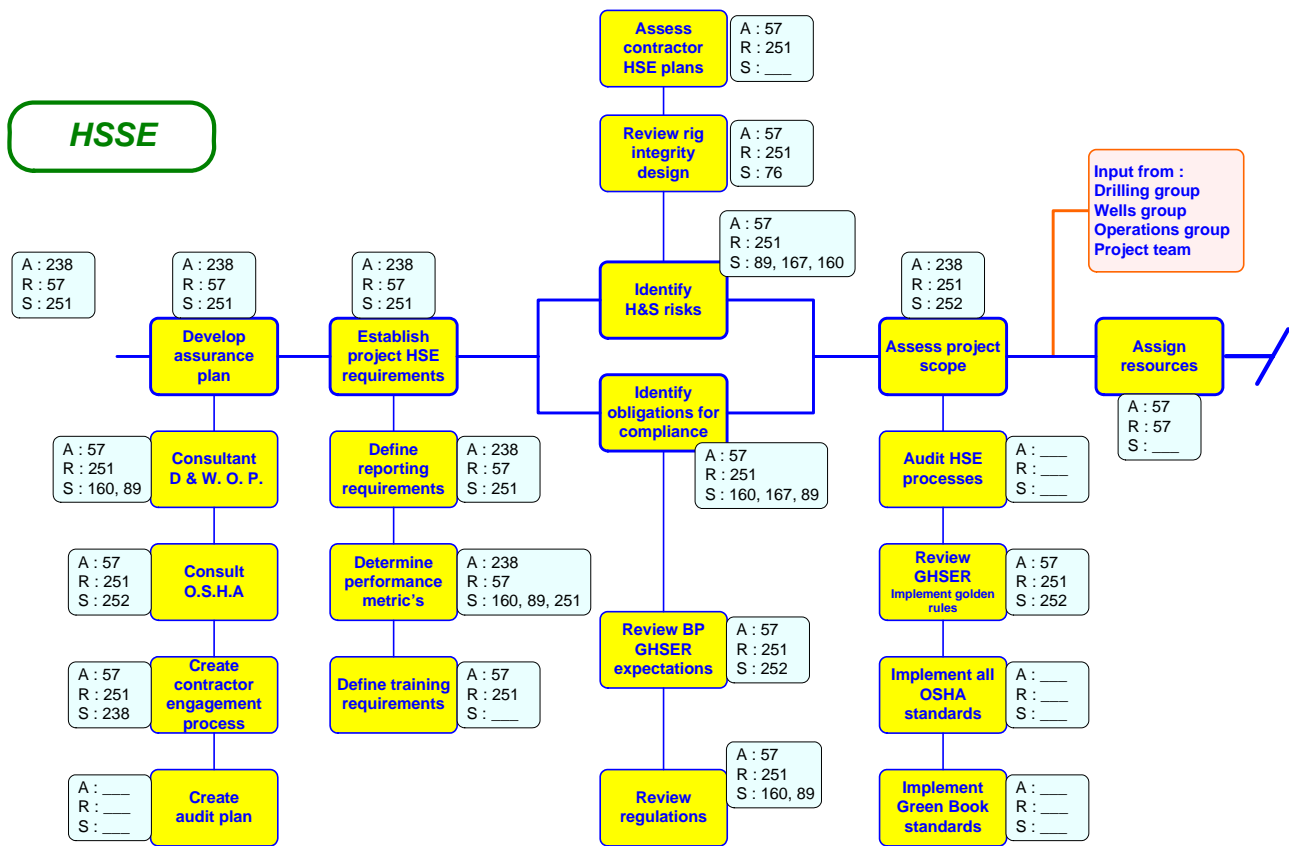 Assess
contractor
HSE plans
A : 57
R : 251
S : ___
HSSE
Review rig
integrity
design
A : 57
R : 251
S : 76
Input from :
Drilling group
Wells group
Operations group
Project team
A : 57
R : 251
S : 89, 167, 160
Identify
H&S risks
A : 238
R : 57
S : 251
A : 238
R : 57
S : 251
Develop
assurance
plan
A : 238
R : 57
S : 251
Establish
project HSE
requirements
A : 238
R : 251
S : 252
Assess project
scope
Assign
resources
A : 57
R : 57
S : ___
Identify
obligations for
compliance
A : 57
R : 251
S : 160, 167, 89
A : 57
R : 251
S : 160, 89
Consultant
D & W. O. P.
Define
reporting
requirements
A : 238
R : 57
S : 251
Audit HSE
processes
A : ___
R : ___
S : ___
A : 57
R : 251
S : 252
Consult
O.S.H.A
Determine
performance
metric's
A : 238
R : 57
S : 160, 89, 251
Review
GHSER
Implement golden
rules
A : 57
R : 251
S : 252
A : 57
R : 251
S : 238
Create
contractor
engagement
process
Define training
requirements
A : 57
R : 251
S : ___
Review BP
GHSER
expectations
A : 57
R : 251
S : 252
Implement all
OSHA
standards
A : ___
R : ___
S : ___
A : ___
R : ___
S : ___
Create
audit plan
Review
regulations
A : 57
R : 251
S : 160, 89
Implement
Green Book
standards
A : ___
R : ___
S : ___